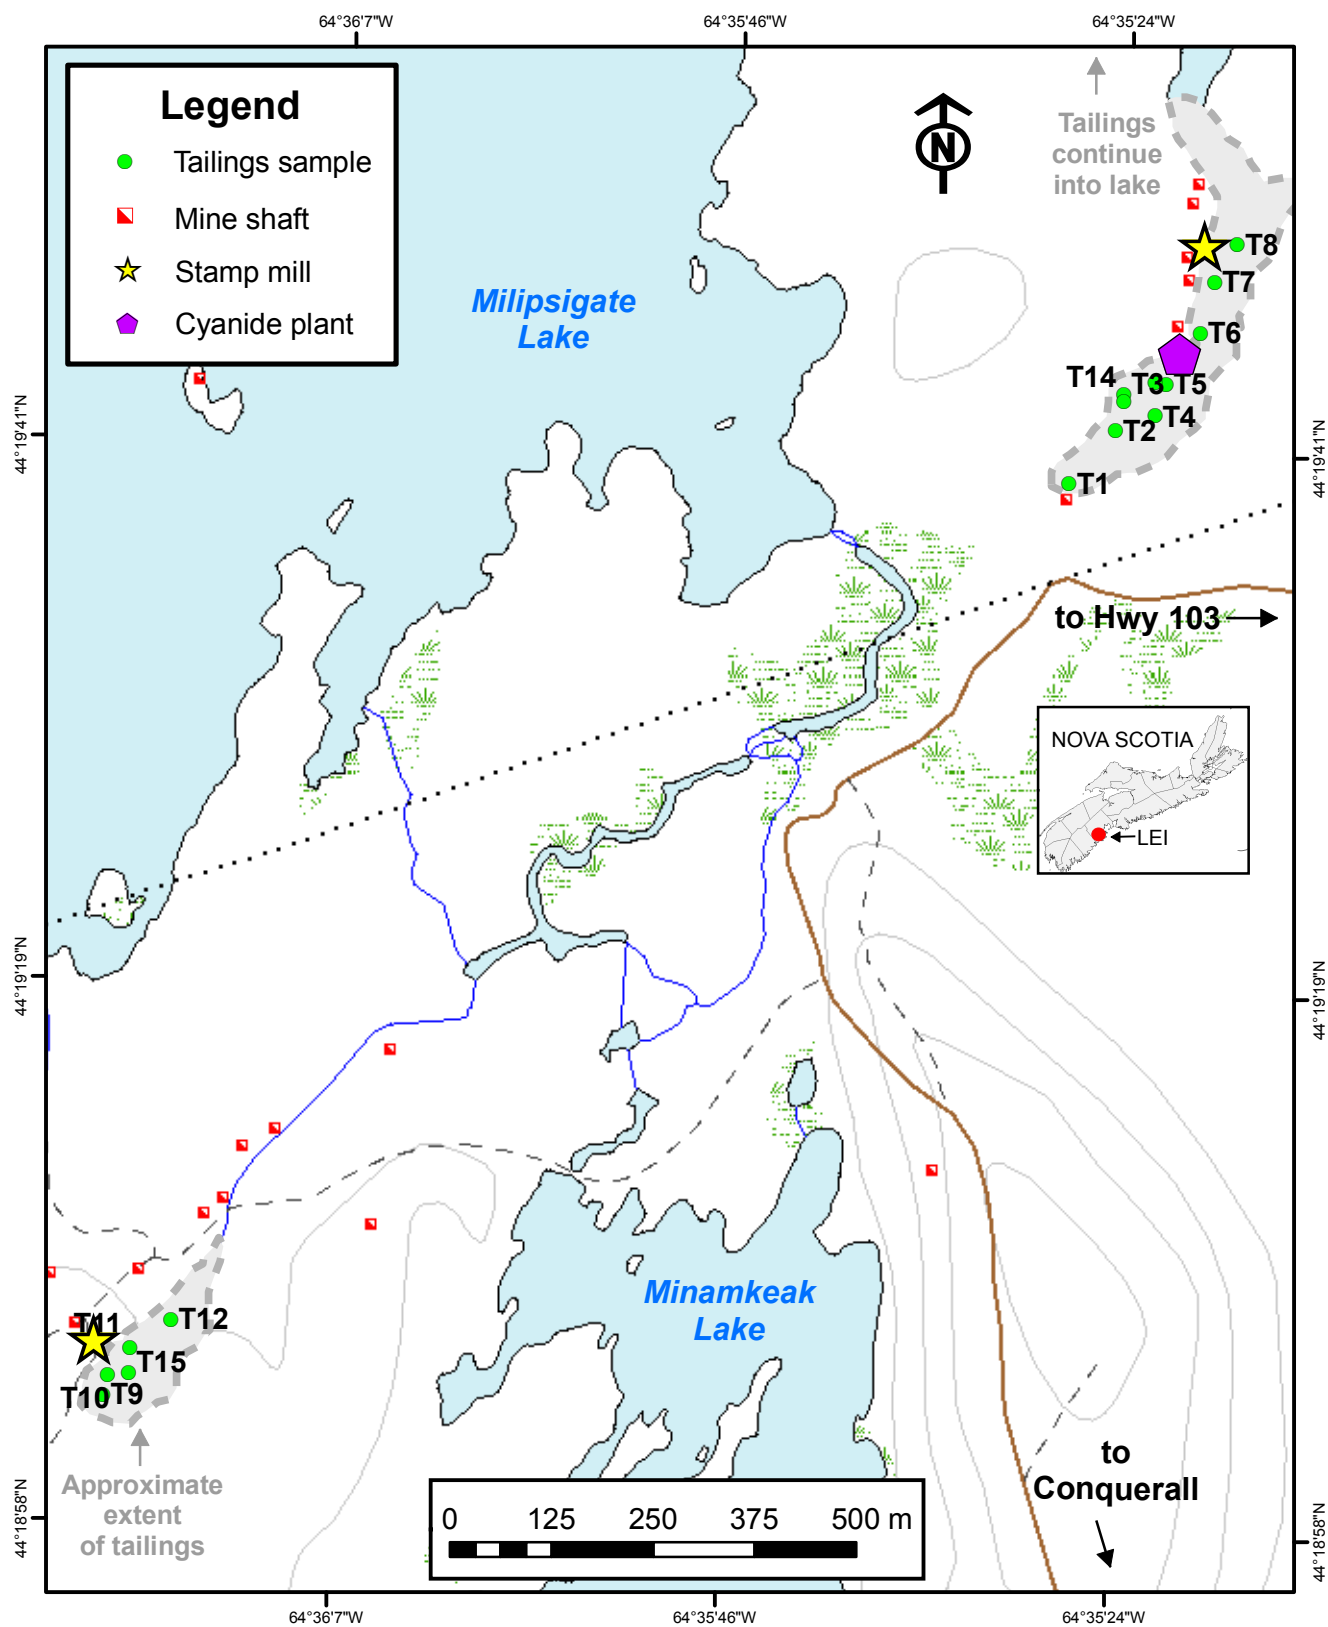 64°36'7"W
64°35'46"W
64°35'24"W
Legend
Tailings sample
Mine shaft
Stamp mill
Cyanide plant
Tailings
continue
into lake
N
Milipsigate
Lake
T8
T7
T6
T14
T3
T5
T4
T2
T1
44°19'41"N
44°19'41"N
to Hwy 103
NOVA SCOTIA
LEI
44°19'19"N
44°19'19"N
Minamkeak
Lake
T11
T12
T15
T10
T9
Approximate
extent
of tailings
to
Conquerall
0 125 250 375 500 m
44°18'58"N
44°18'58"N
64°36'7"W
64°35'46"W
64°35'24"W